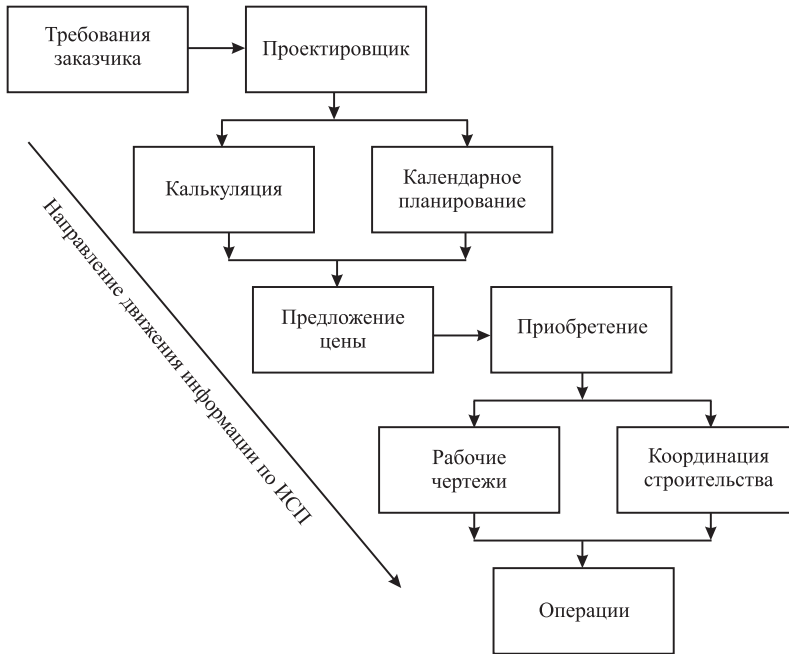 Требования
заказчика
Проектировщик
Калькуляция
Календарное
планирование
Направление движения информации по ИСП
Предложение
цены
Приобретение
Рабочие
чертежи
Координация
строительства
Операции